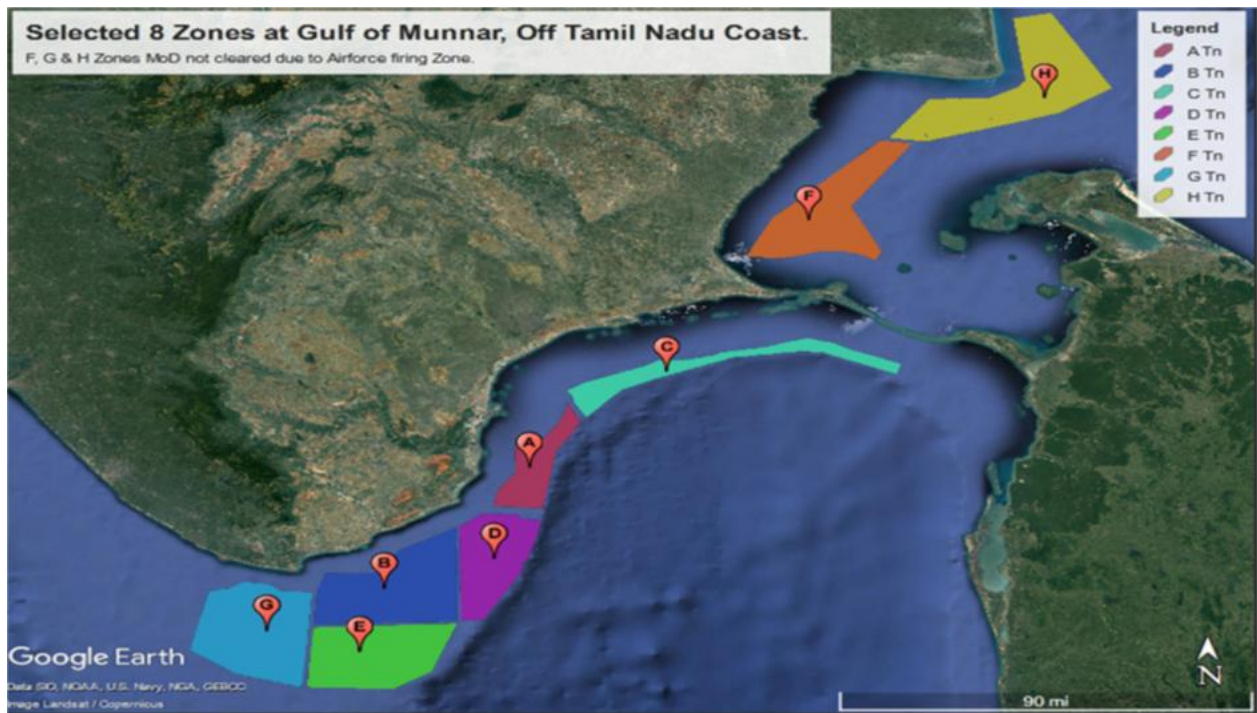 Selected 8 Zones at Gulf of Munnar, Off Tamil Nadu Coast.
F, G & H Zones MoD not cleared due to Airforce firing Zone.
Legend
A Tn
B Tn
C Tn
D Tn
E Tn
F Tn
G Tn
H Tn
H
F
C
A
D
B
G
E
Google Earth
Data SIO, NOAA, U.S. Navy, NGA, GEBCO
Image Landsat / Copernicus
N
90 mi